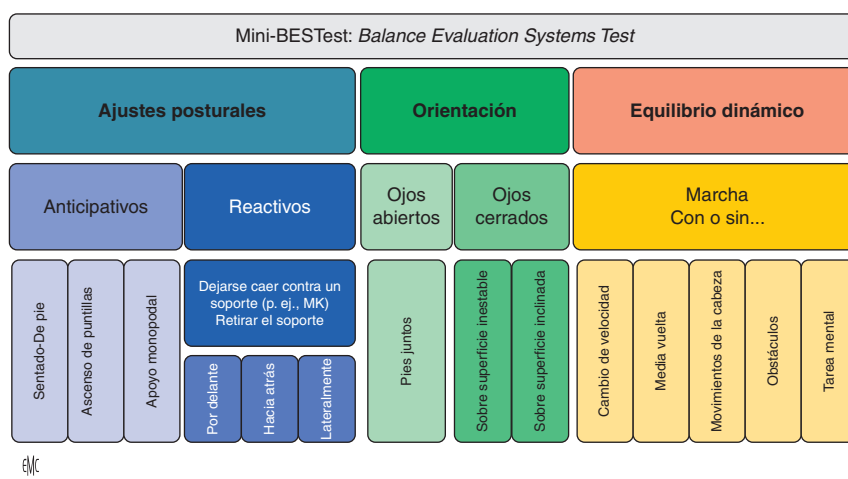 Mini-BESTest: Balance Evaluation Systems Test
Ajustes posturales
Orientación
Equilibrio dinámico
Anticipativos
Reactivos
Ojos
abiertos
Ojos
cerrados
Marcha
Con o sin...
Sentado-De pie
Ascenso de puntillas
Apoyo monopodal
Dejarse caer contra un
soporte (p. ej., MK)
Retirar el soporte
Por delante
Hacia atrás
Lateralmente
Pies juntos
Sobre superficie inestable
Sobre superficie inclinada
Cambio de velocidad
Media vuelta
Movimientos de la cabeza
Obstáculos
Tarea mental
EMC